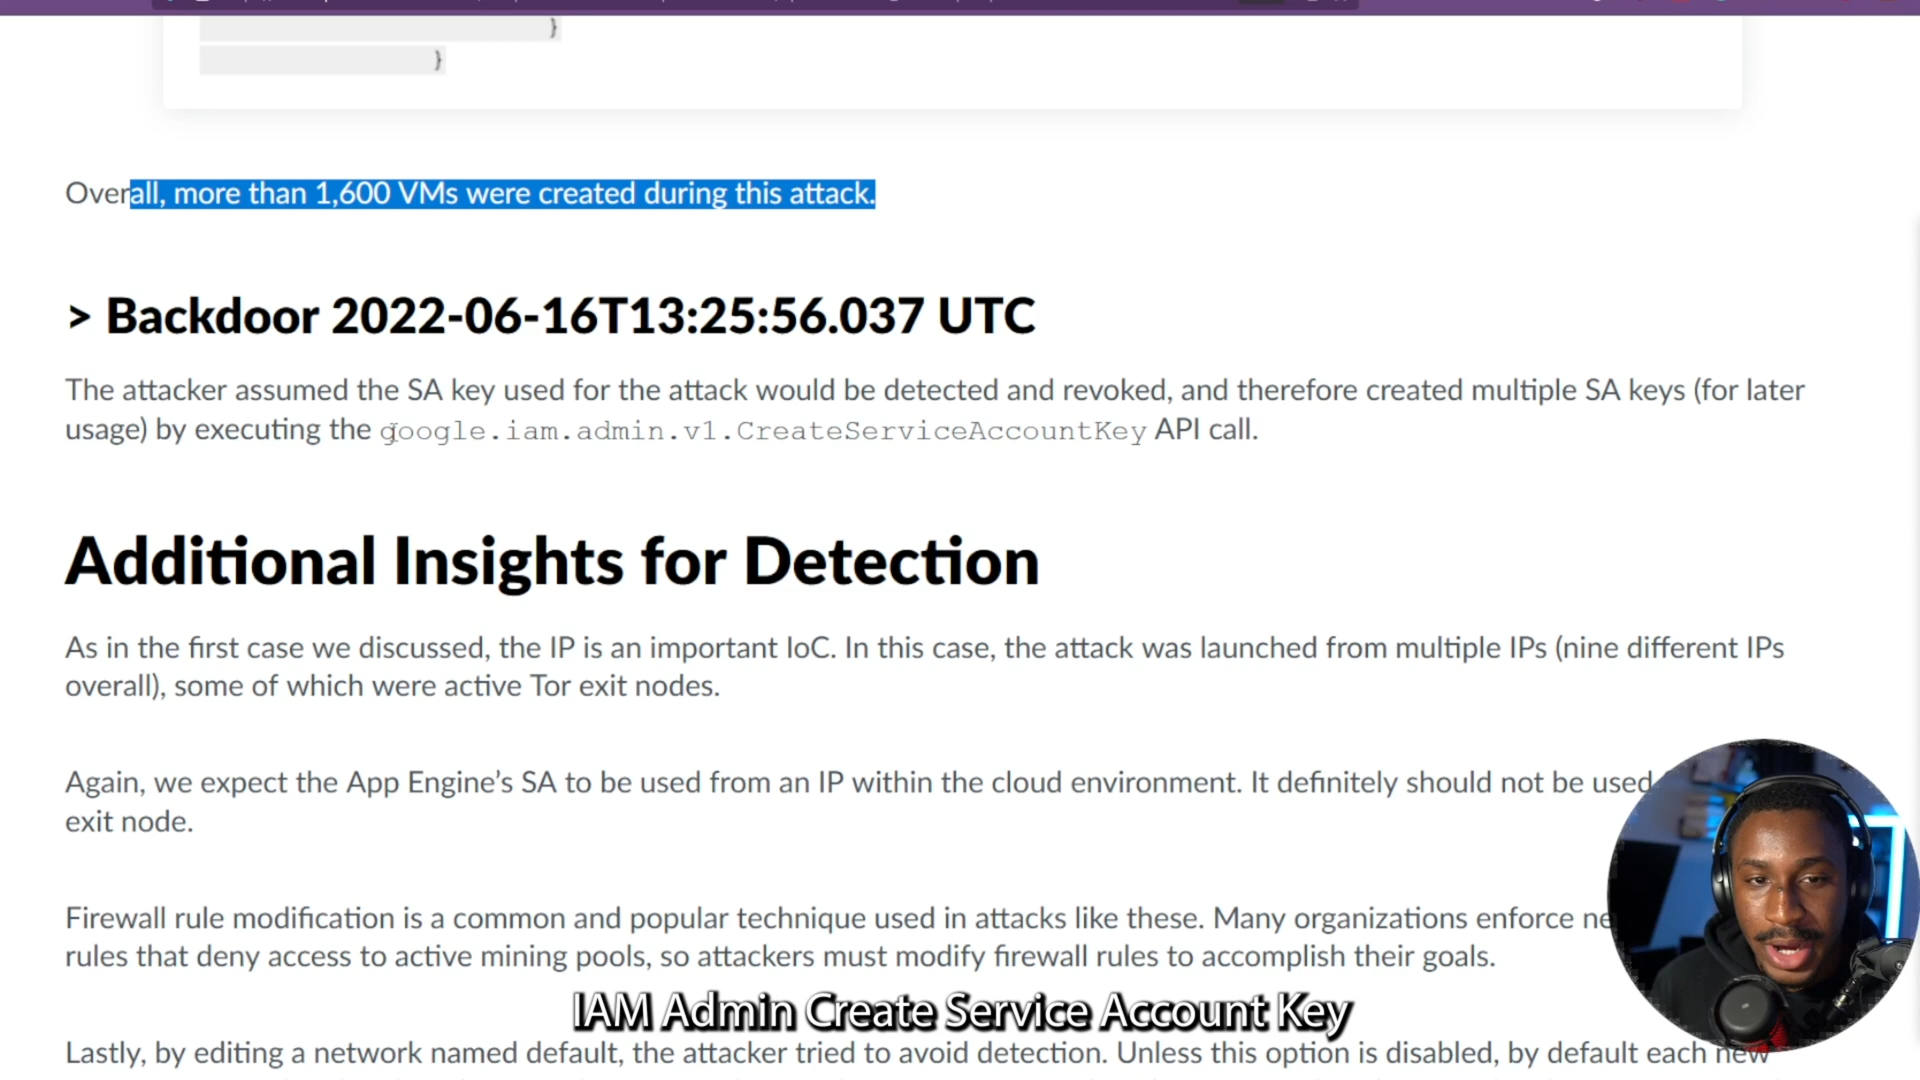 }
}
Overall, more than 1,600 VMs were created during this attack.
> Backdoor 2022-06-16T13:25:56.037 UTC
The attacker assumed the SA key used for the attack would be detected and revoked, and therefore created multiple SA keys (for later
usage) by executing the google.iam.admin.v1.CreateServiceAccountKey API call.
Additional Insights for Detection
As in the first case we discussed, the IP is an important IoC. In this case, the attack was launched from multiple IPs (nine different IPs
overall), some of which were active Tor exit nodes.
Again, we expect the App Engine’s SA to be used from an IP within the cloud environment. It definitely should not be used
exit node.
Firewall rule modification is a common and popular technique used in attacks like these. Many organizations enforce
rules that deny access to active mining pools, so attackers must modify firewall rules to accomplish their goals.
IAM Admin Create Service Account Key
Lastly, by editing a network named default, the attacker tried to avoid detection. Unless this option is disabled, by default each new